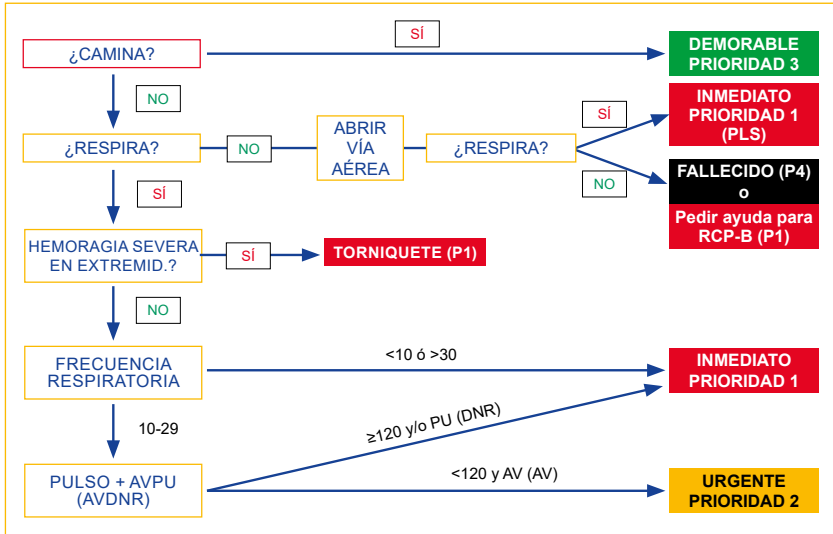 ¿CAMINA?
SÍ
DEMORABLE
PRIORIDAD 3
NO
¿RESPIRA?
NO
ABRIR
VÍA
AÉREA
¿RESPIRA?
SÍ
INMEDIATO
PRIORIDAD 1
(PLS)
NO
FALLECIDO (P4)
o
Pedir ayuda para
RCP-B (P1)
SÍ
HEMORAGIA SEVERA
EN EXTREMID.?
SÍ
TORNIQUETE (P1)
NO
FRECUENCIA
RESPIRATORIA
<10 ó >30
INMEDIATO
PRIORIDAD 1
10-29
≥120 y/o PU (DNR)
PULSO + AVPU
(AVDNR)
<120 y AV (AV)
URGENTE
PRIORIDAD 2